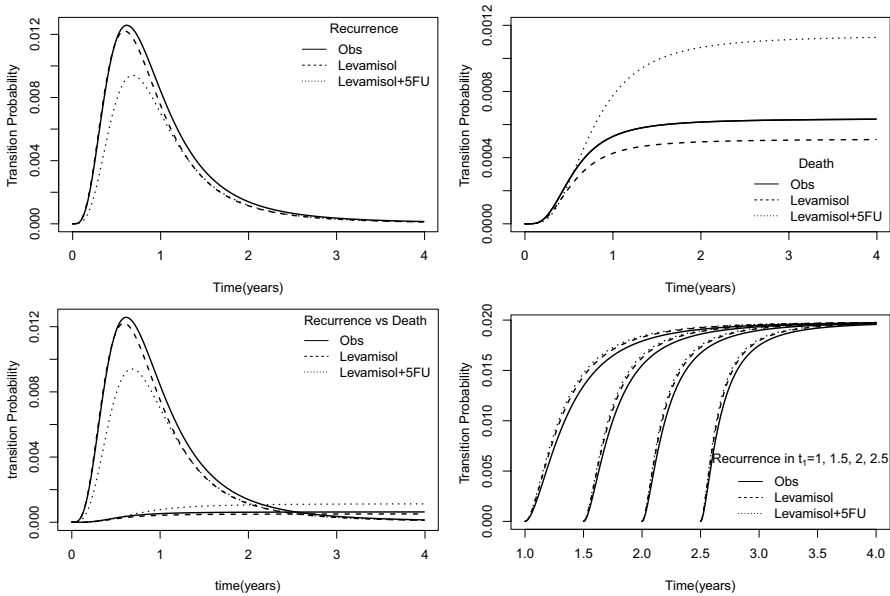 Transition Probability
0.000 0.004 0.008 0.012
Recurrence
Obs
Levamisol
Levamisol+5FU
0 1 2 3 4
Time(years)
Transition Probability
0.0000 0.0004 0.0008 0.0012
Death
Obs
Levamisol
Levamisol+5FU
0 1 2 3 4
Time(years)
transition Probability
0.000 0.004 0.008 0.012
Recurrence vs Death
Obs
Levamisol
Levamisol+5FU
0 1 2 3 4
time(years)
Transition Probability
0.000 0.005 0.010 0.015 0.020
Recurrence in t₁=1, 1.5, 2, 2.5
Obs
Levamisol
Levamisol+5FU
1.0 1.5 2.0 2.5 3.0 3.5 4.0
Time(years)